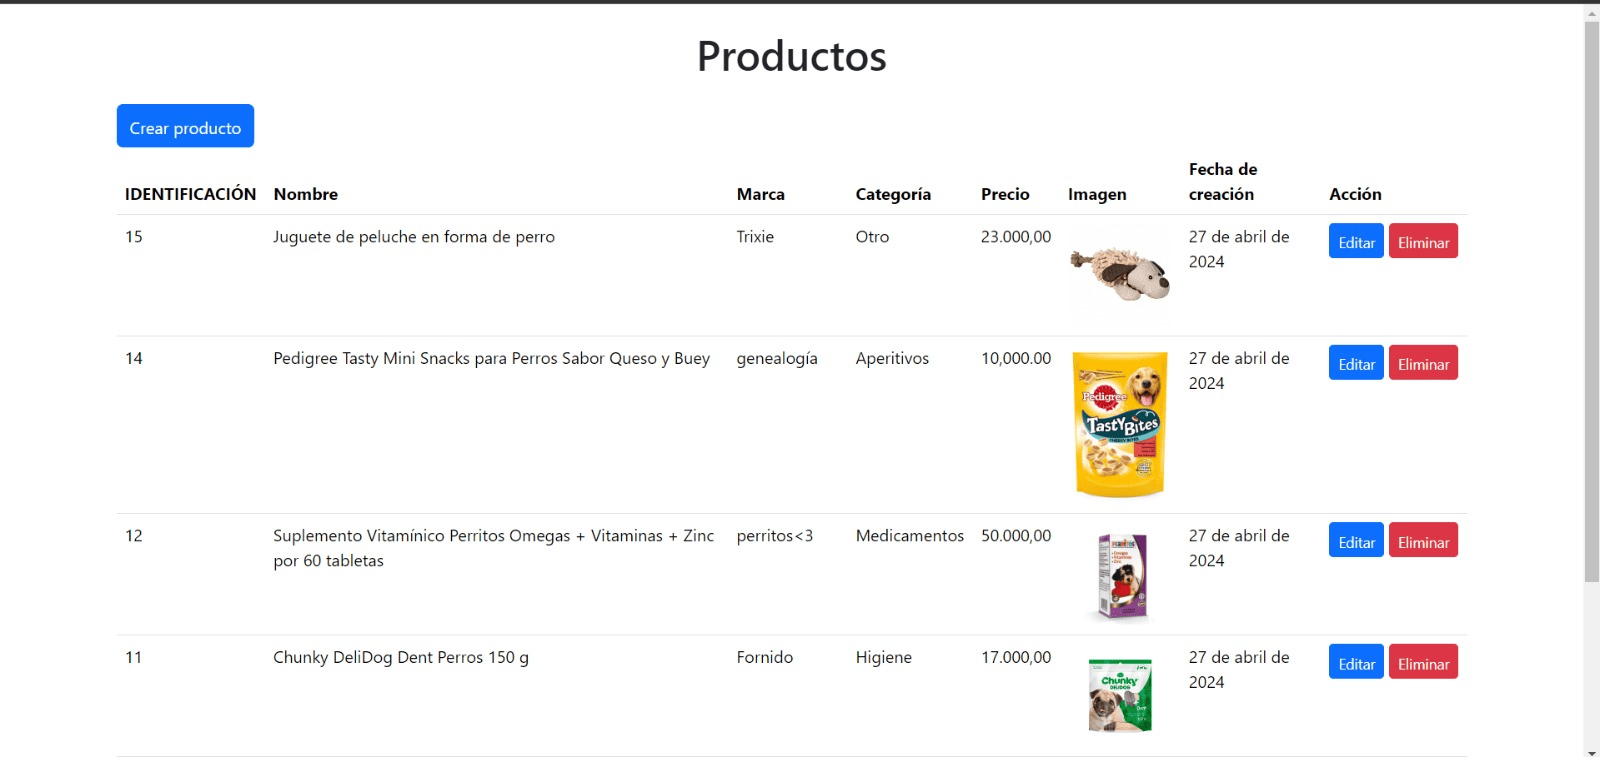 Productos
Crear producto
IDENTIFICACIÓN Nombre Marca Categoría Precio Imagen Fecha de creación Acción
15 Juguete de peluche en forma de perro Trixie Otro 23.000,00 27 de abril de 2024 Editar Eliminar
14 Pedigree Tasty Mini Snacks para Perros Sabor Queso y Buey genealogía Aperitivos 10,000.00 27 de abril de 2024 Editar Eliminar
Pedigree
Tasty Bites
12 Suplemento Vitamínico Perritos Omegas + Vitaminas + Zinc por 60 tabletas perritos<3 Medicamentos 50.000,00 27 de abril de 2024 Editar Eliminar
11 Chunky DeliDog Dent Perros 150 g Fornido Higiene 17.000,00 27 de abril de 2024 Editar Eliminar
Chunky
DELIDOG